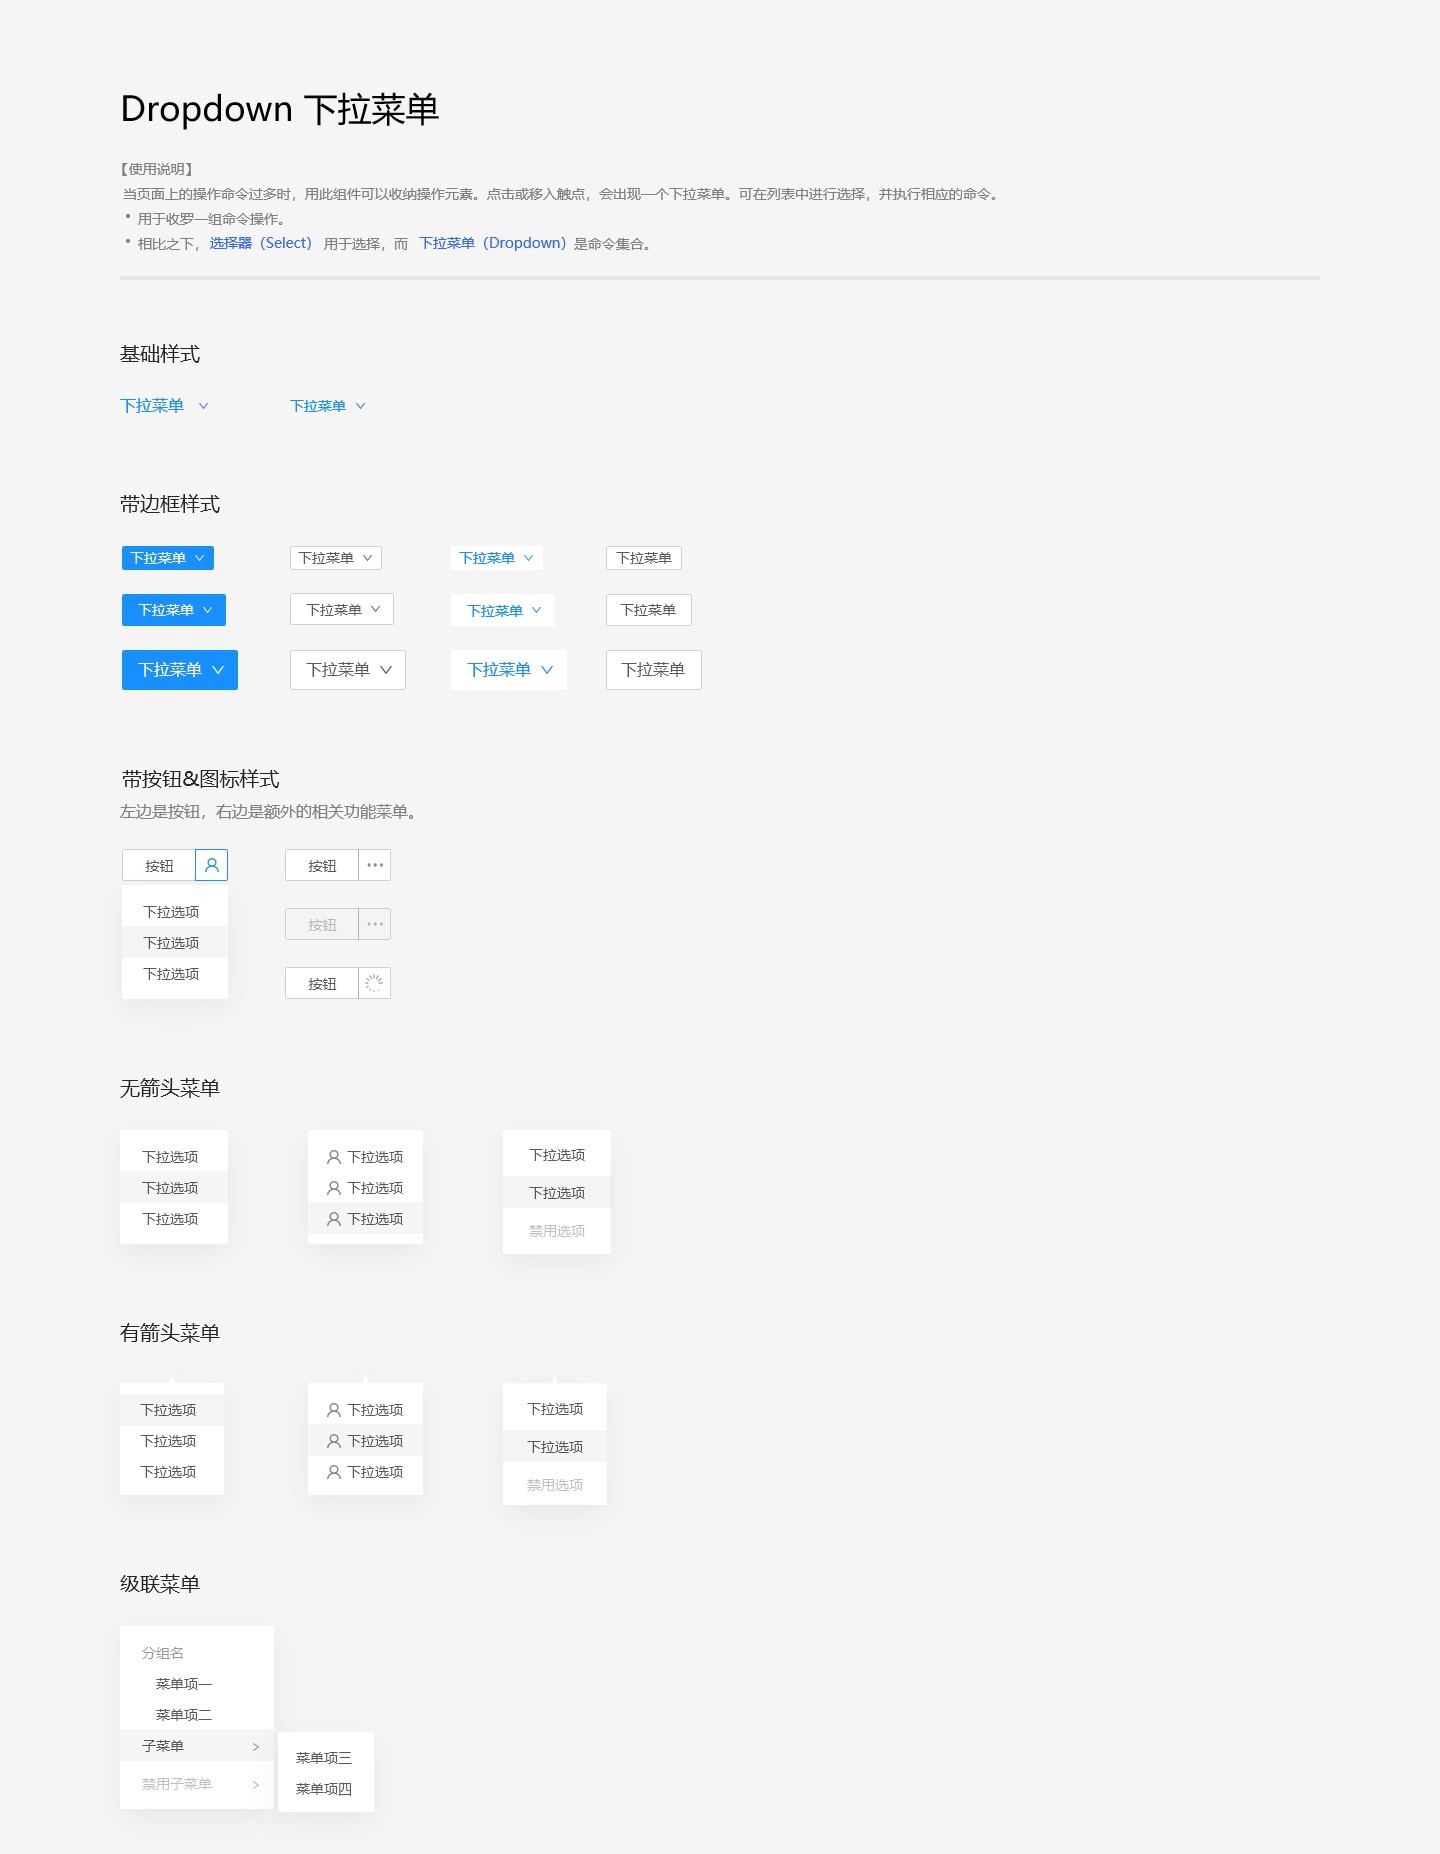 Dropdown 下拉菜单
【使用说明】
当页面上的操作命令过多时，用此组件可以收纳操作元素。点击或移入触点，会出现一个下拉菜单。可在列表中进行选择，并执行相应的命令。
• 用于收罗一组命令操作。
• 相比之下，选择器（Select） 用于选择，而 下拉菜单（Dropdown）是命令集合。
基础样式
下拉菜单 下拉菜单
带边框样式
下拉菜单 下拉菜单 下拉菜单 下拉菜单
下拉菜单 下拉菜单 下拉菜单 下拉菜单
下拉菜单 下拉菜单 下拉菜单 下拉菜单
带按钮&图标样式
左边是按钮，右边是额外的相关功能菜单。
按钮
下拉选项
下拉选项
下拉选项
按钮 •••
按钮 •••
按钮
无箭头菜单
下拉选项
下拉选项
下拉选项
下拉选项
下拉选项
下拉选项
下拉选项
下拉选项
禁用选项
有箭头菜单
下拉选项
下拉选项
下拉选项
下拉选项
下拉选项
下拉选项
下拉选项
下拉选项
禁用选项
级联菜单
分组名
菜单项一
菜单项二
子菜单 >
禁用子菜单 >
菜单项三
菜单项四